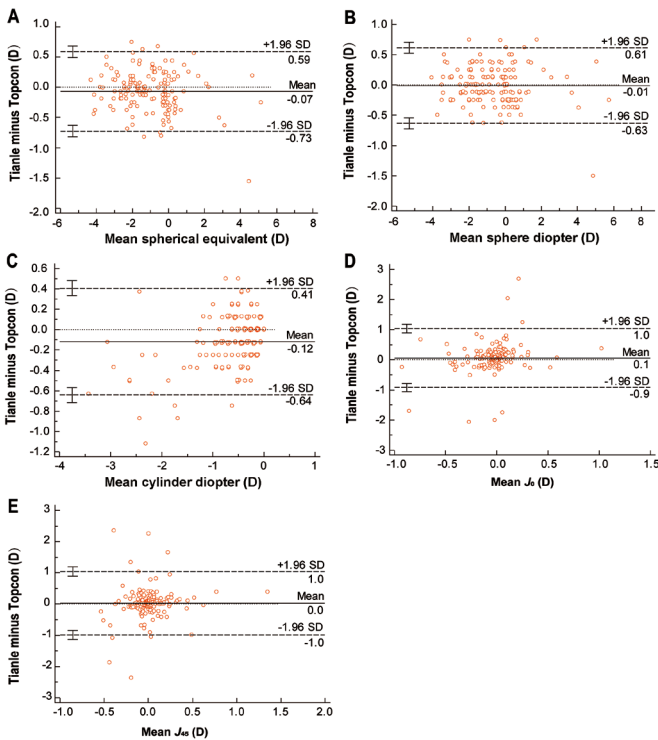 A
Tianle minus Topcon (D)
1.0
0.5
0.0
-0.5
-1.0
-1.5
-2.0
+1.96 SD
0.59
Mean
-0.07
-1.96 SD
-0.73
-6 -4 -2 0 2 4 6 8
Mean spherical equivalent (D)
B
Tianle minus Topcon (D)
1.0
0.5
0.0
-0.5
-1.0
-1.5
-2.0
+1.96 SD
0.61
Mean
-0.01
-1.96 SD
-0.63
-6 -4 -2 0 2 4 6 8
Mean sphere diopter (D)
C
Tianle minus Topcon (D)
0.6
0.4
0.2
0.0
-0.2
-0.4
-0.6
-0.8
-1.0
-1.2
+1.96 SD
0.41
Mean
-0.12
-1.96 SD
-0.64
-4 -3 -2 -1 0 1
Mean cylinder diopter (D)
D
Tianle minus Topcon (D)
3
2
1
0
-1
-2
-3
+1.96 SD
1.0
Mean
0.1
-1.96 SD
-0.9
-1.0 -0.5 0.0 0.5 1.0 1.5
Mean J₀ (D)
E
Tianle minus Topcon (D)
3
2
1
0
-1
-2
-3
+1.96 SD
1.0
Mean
0.0
-1.96 SD
-1.0
-1.0 -0.5 0.0 0.5 1.0 1.5 2.0
Mean J₄₅ (D)